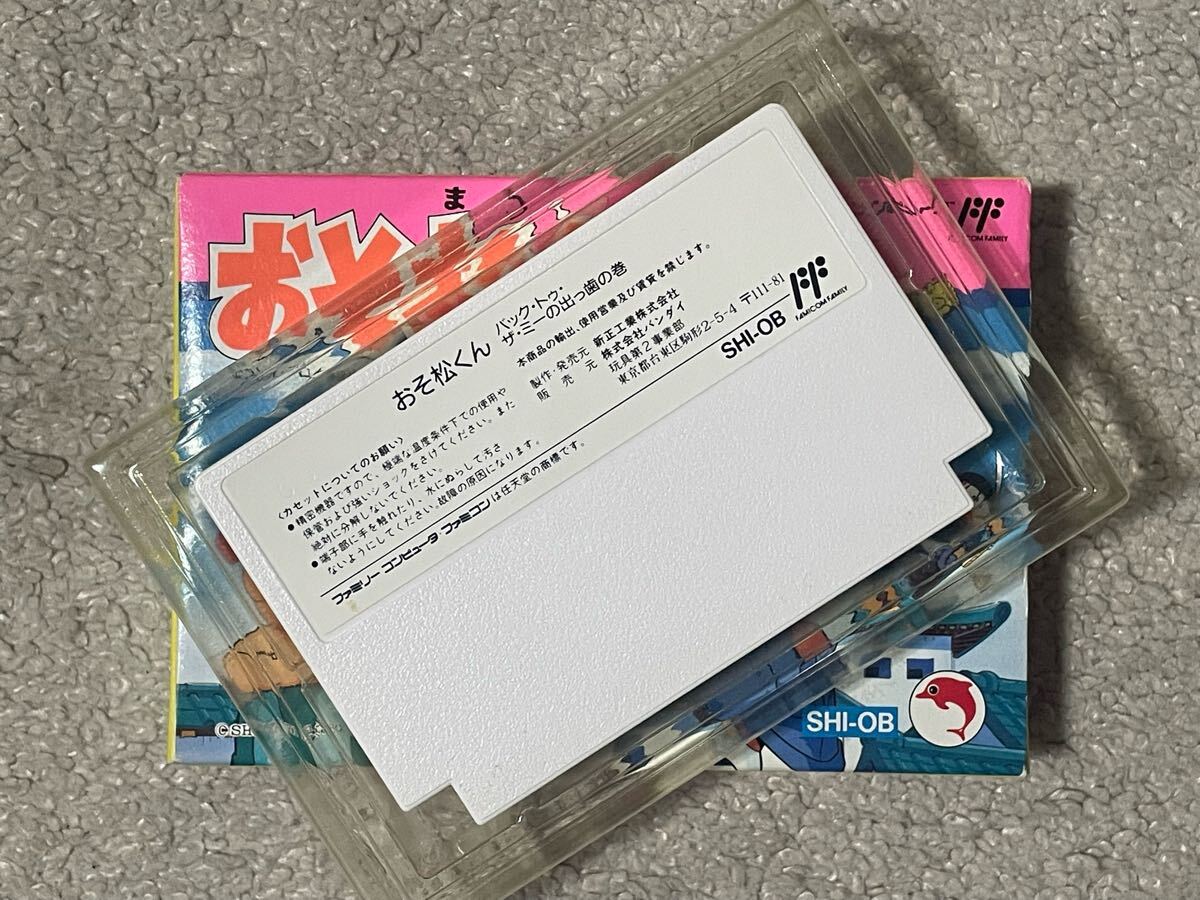 まつ
おそ
FAMICOM FAMILY
おそ松くん
バック・トゥ・
ザ・ミーの出っ歯の巻
本商品の輸出、使用営業及び賃貸を禁じます。
製作・発売元 新正工業株式会社
販売元 株式会社バンダイ
玩具第2事業部
東京都台東区駒形2-5-4 〒111-81
SHI-OB
FAMICOM FAMILY
〈カセットについてのお願い〉
●精密機器ですので、極端な温度条件下での使用や
保管および強いショックをさけてください。また
絶対に分解しないでください。
●端子部に手を触れたり、水にぬらして汚さ
ないようにしてください。故障の原因になります。
ファミリーコンピュータ・ファミコンは任天堂の商標です。
SHI-OB